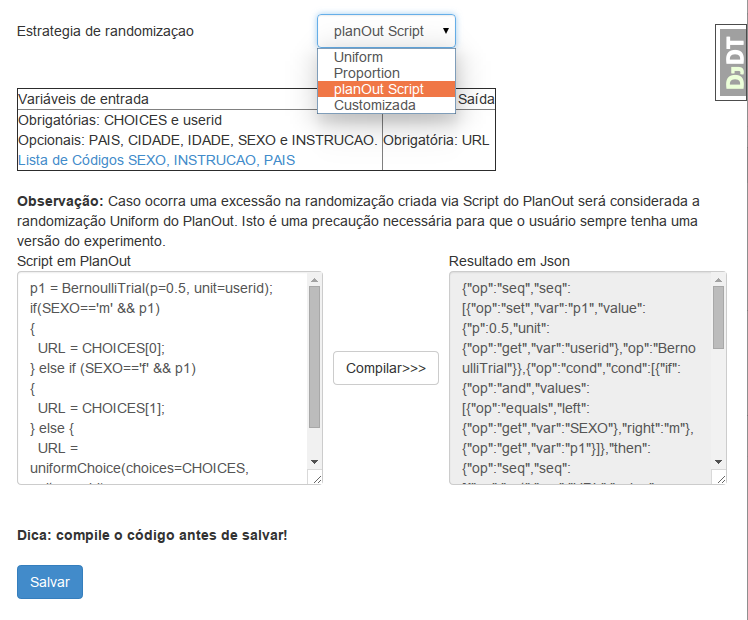 Estrategia de randomizaçao
planOut Script
Uniform
Proportion
planOut Script
Customizada
DjDT
Variáveis de entrada
Saída
Obrigatórias: CHOICES e userid
Opcionais: PAIS, CIDADE, IDADE, SEXO e INSTRUCAO.
Lista de Códigos SEXO, INSTRUCAO, PAIS
Obrigatória: URL
Observação: Caso ocorra uma excessão na randomização criada via Script do PlanOut será considerada a
randomização Uniform do PlanOut. Isto é uma precaução necessária para que o usuário sempre tenha uma
versão do experimento.
Script em PlanOut
p1 = BernoulliTrial(p=0.5, unit=userid);
if(SEXO=='m' && p1)
{
URL = CHOICES[0];
} else if (SEXO=='f' && p1)
{
URL = CHOICES[1];
} else {
URL =
uniformChoice(choices=CHOICES,
Compilar>>>
Resultado em Json
{"op":"seq","seq":
[{"op":"set","var":"p1","value":
{"p":0.5,"unit":
{"op":"get","var":"userid"},"op":"Berno
ulliTrial"}},{"op":"cond","cond":[{"if":
{"op":"and","values":
[{"op":"equals","left":
{"op":"get","var":"SEXO"},"right":"m"},
{"op":"get","var":"p1"}]},"then":
{"op":"seq","seq":
Dica: compile o código antes de salvar!
Salvar